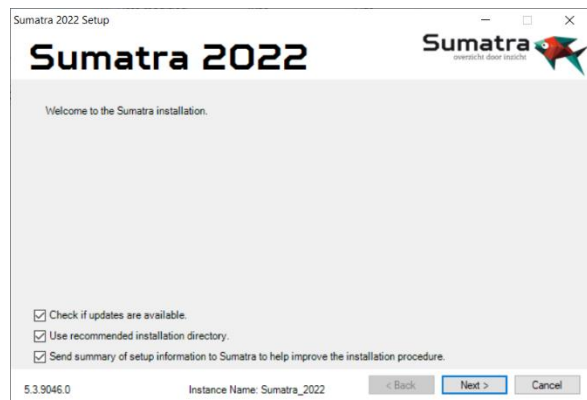 Sumatra 2022 Setup
Sumatra 2022
Sumatra
overzicht door inzicht
Welcome to the Sumatra installation.
Check if updates are available.
Use recommended installation directory.
Send summary of setup information to Sumatra to help improve the installation procedure.
5.3.9046.0
Instance Name: Sumatra_2022
< Back
Next >
Cancel